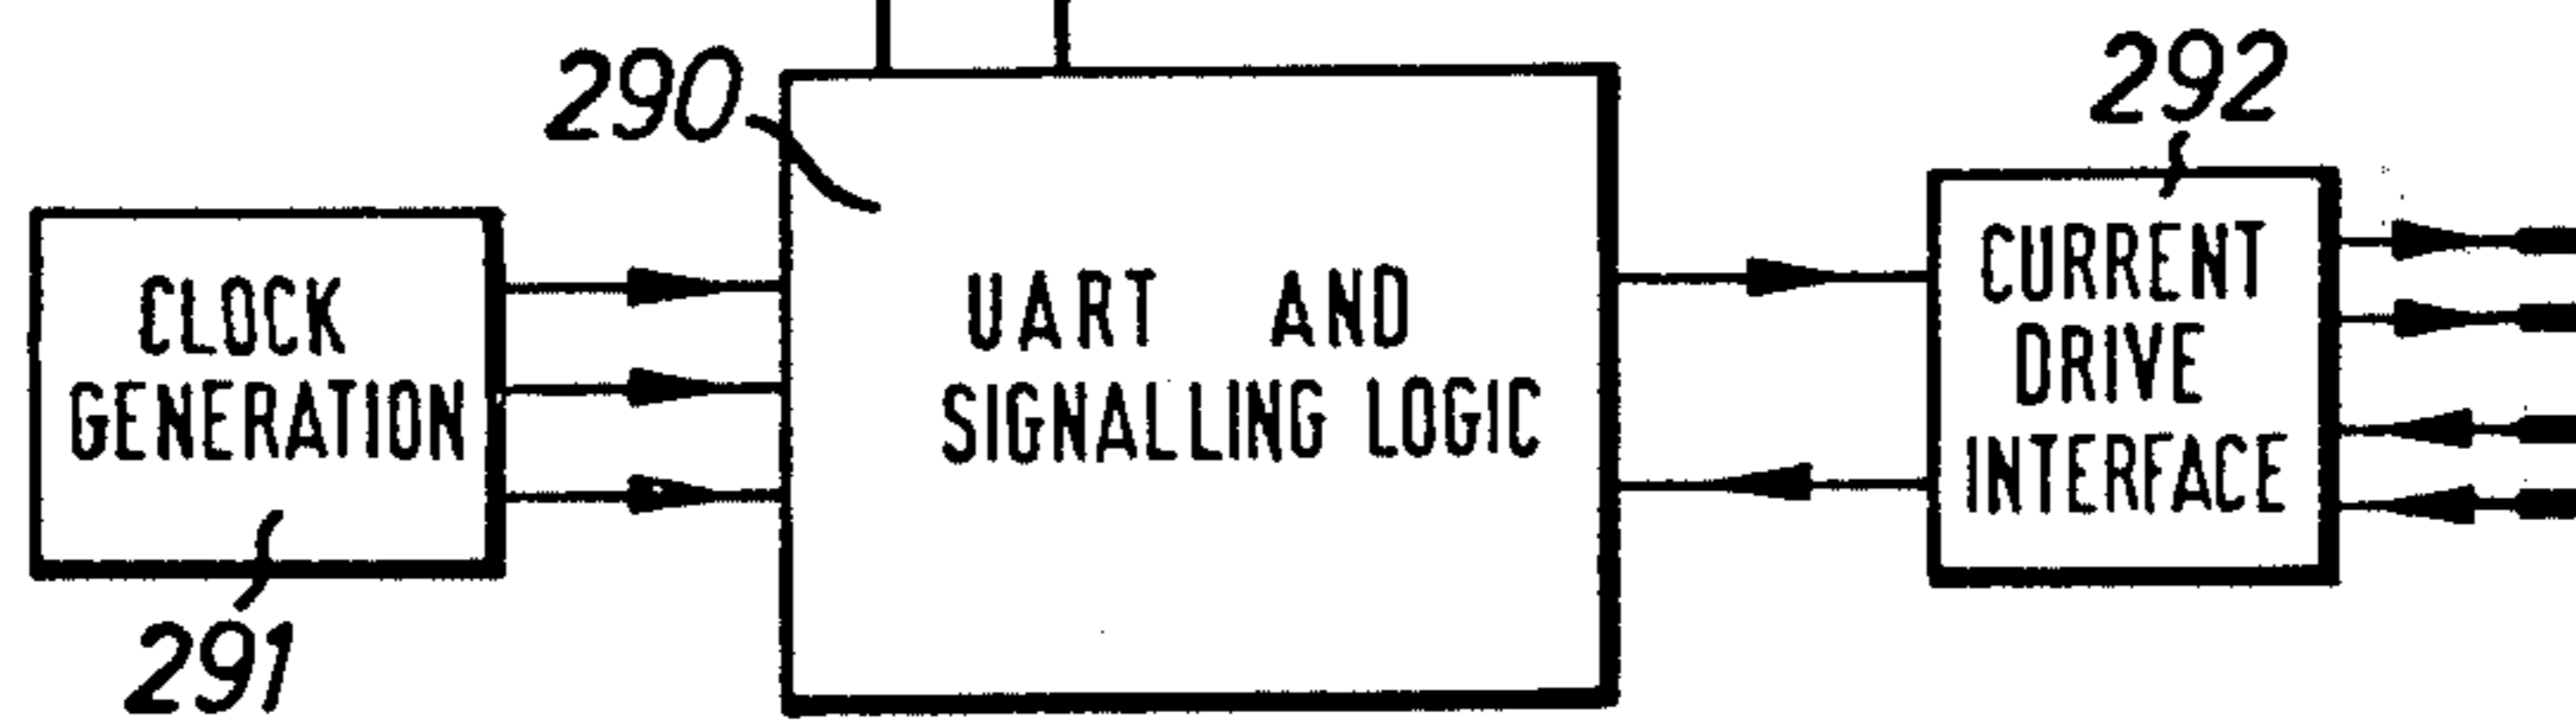 290
292
CLOCK
GENERATION
291
UART AND
SIGNALLING LOGIC
CURRENT
DRIVE
INTERFACE